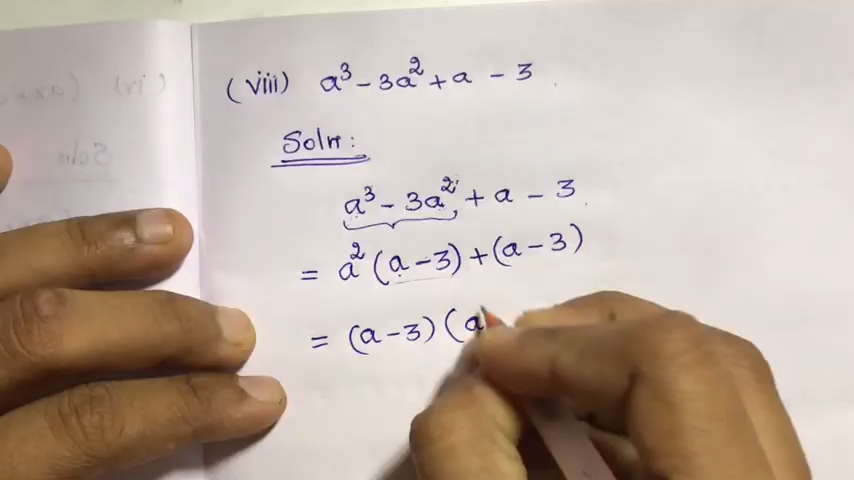 (viii) a³ - 3a² + a - 3
Soln:
a³ - 3a² + a - 3
= a² (a - 3) + (a - 3)
= (a - 3) (a